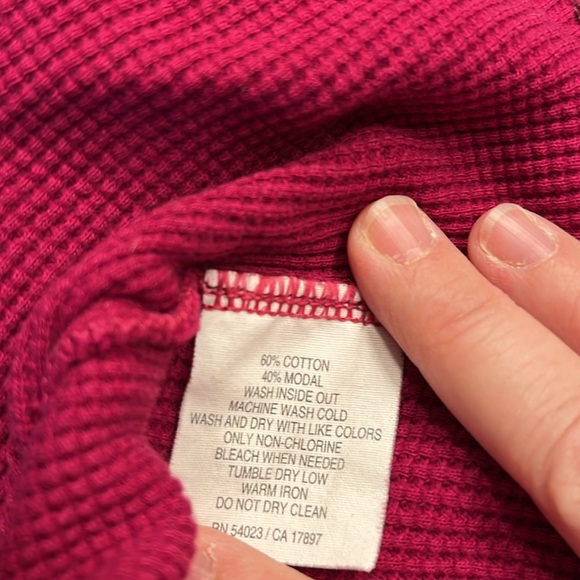 60% COTTON
40% MODAL
WASH INSIDE OUT
MACHINE WASH COLD
WASH AND DRY WITH LIKE COLORS
ONLY NON-CHLORINE
BLEACH WHEN NEEDED
TUMBLE DRY LOW
WARM IRON
DO NOT DRY CLEAN
RN 54023 / CA 17897